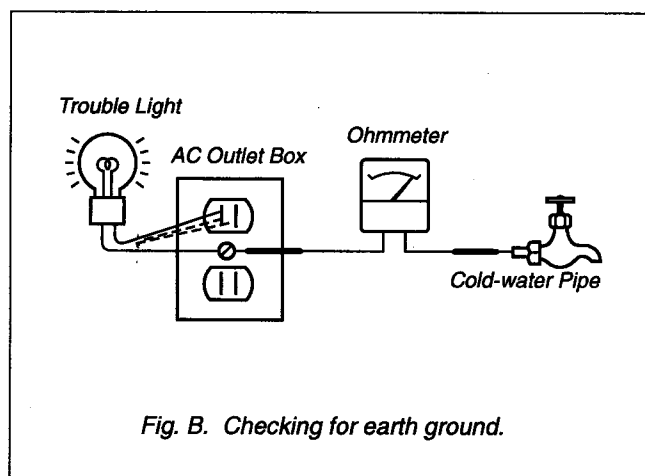 Trouble Light
AC Outlet Box
Ohmmeter
Cold-water Pipe
Fig. B. Checking for earth ground.